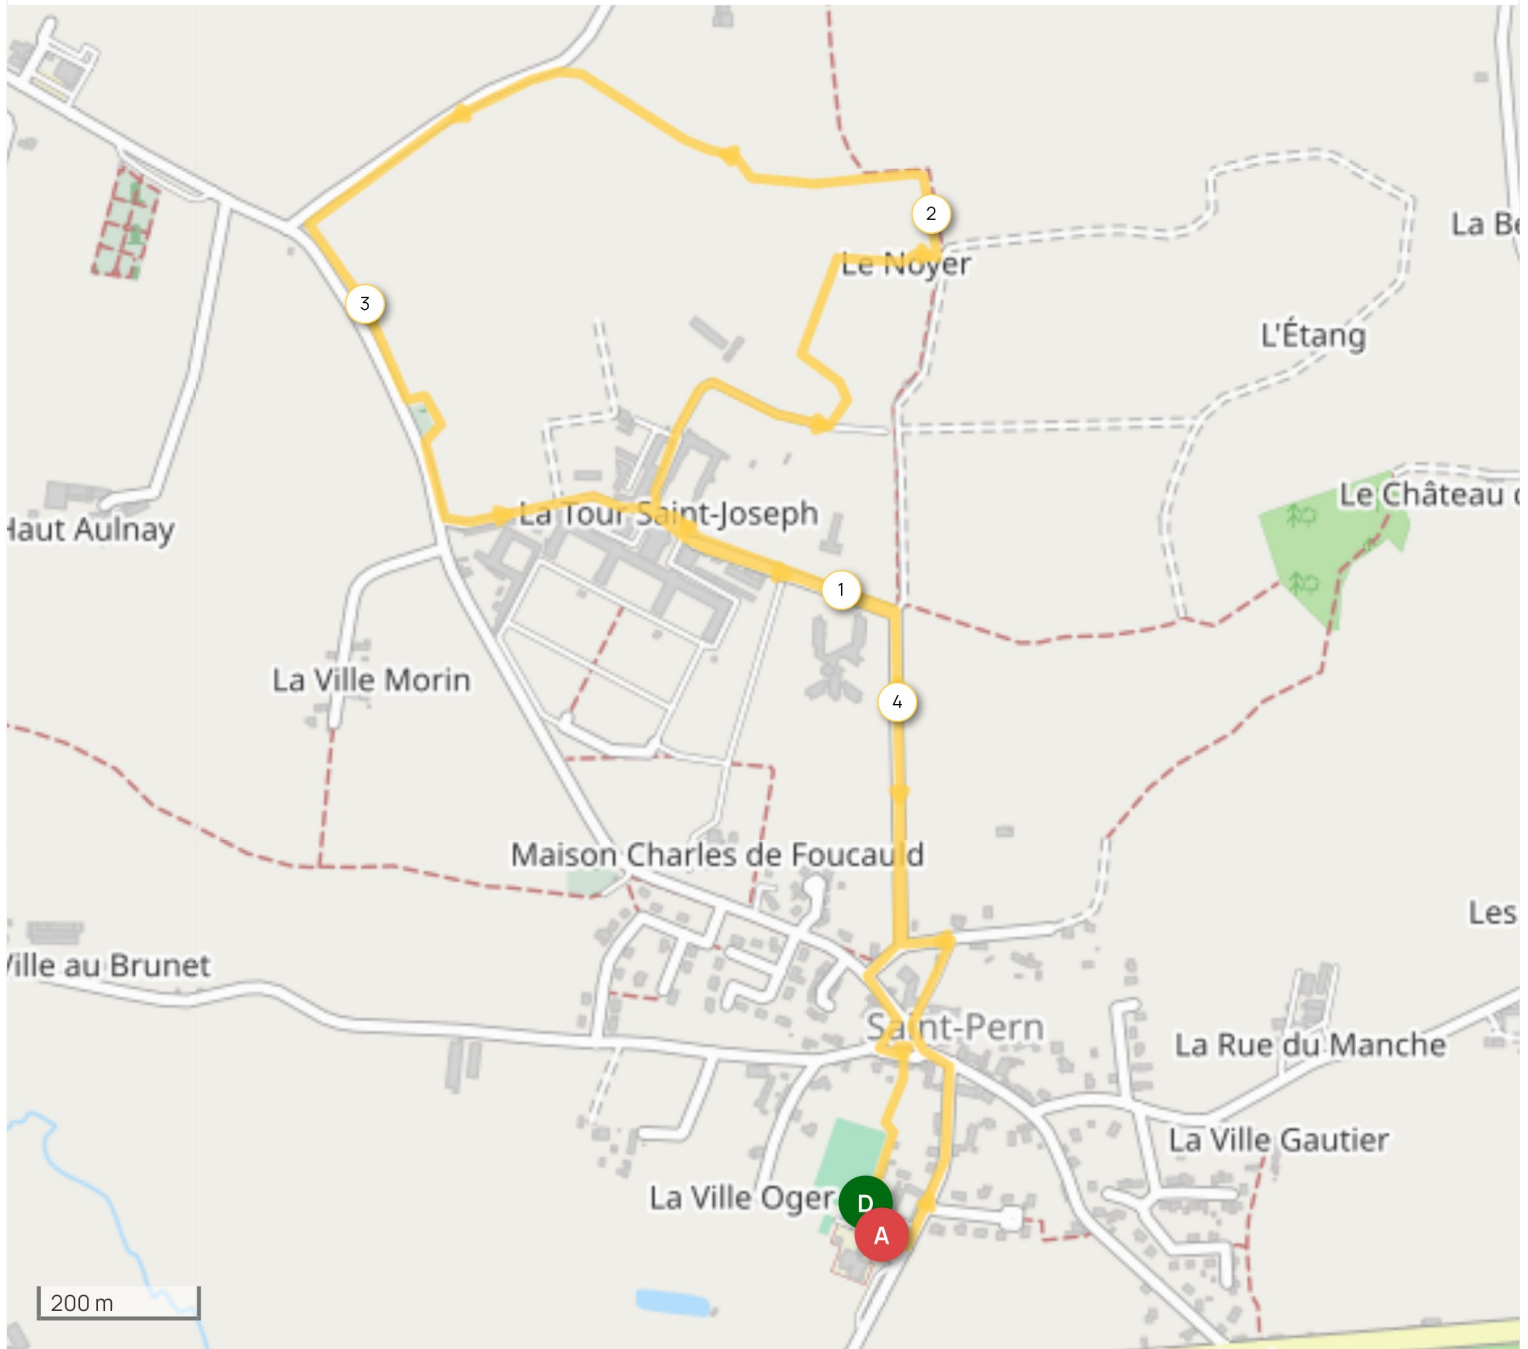 2
La Be
Le Noyer
3
L'Étang
Le Château d
La Tour Saint-Joseph
Haut Aulnay
1
La Ville Morin
4
Maison Charles de Foucauld
Les
Ville au Brunet
Saint-Pern
La Rue du Manche
La Ville Gautier
La Ville Oger
D
A
200 m